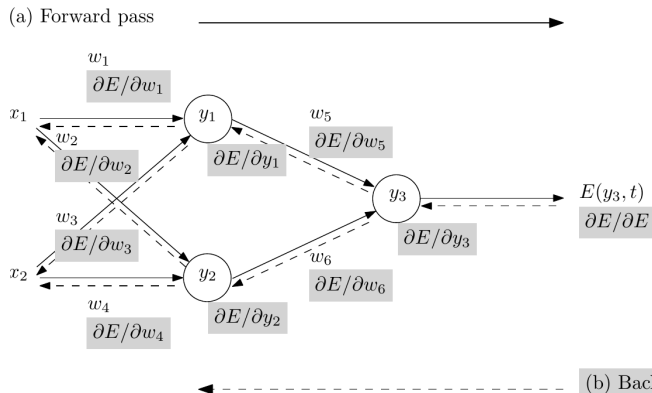 (a) Forward pass
w₁
∂E/∂w₁
x₁
y₁
w₂
∂E/∂w₂
∂E/∂y₁
w₅
∂E/∂w₅
y₃
E(y₃, t)
∂E/∂E
w₃
∂E/∂w₃
∂E/∂y₃
x₂
y₂
w₄
∂E/∂w₄
∂E/∂y₂
w₆
∂E/∂w₆
(b) Bac